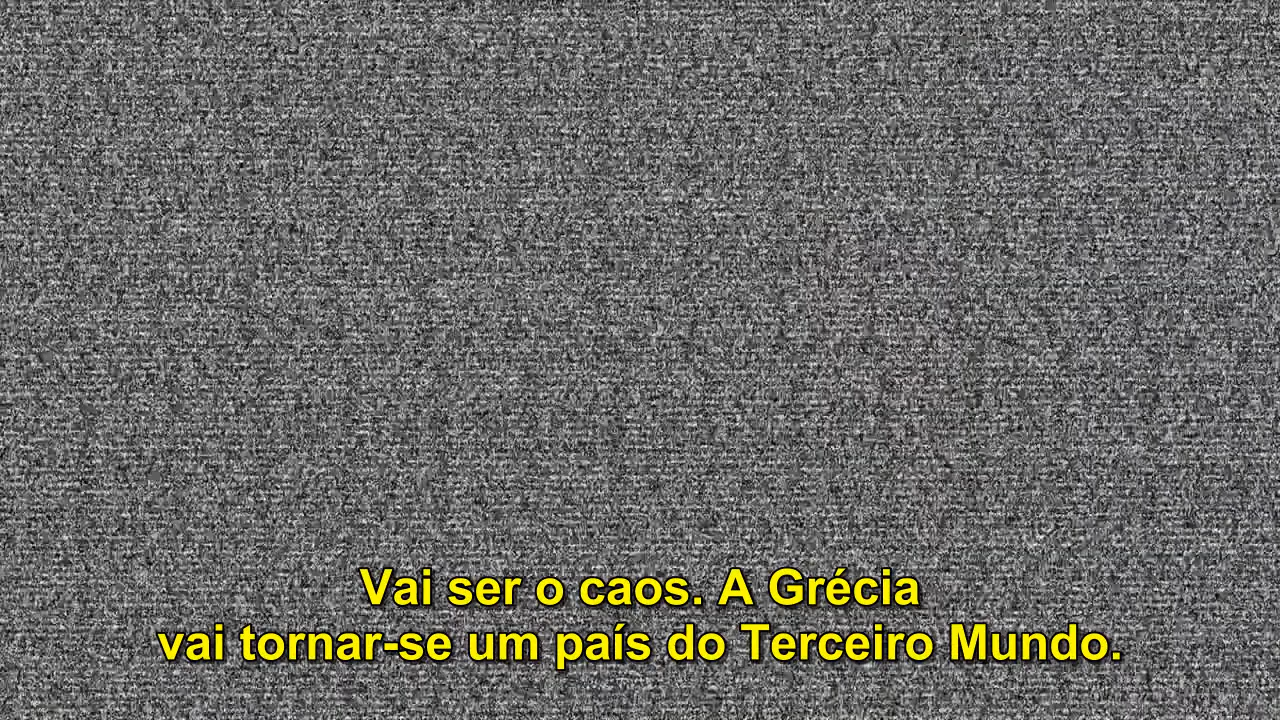 Vai ser o caos. A Grécia
vai tornar-se um país do Terceiro Mundo.